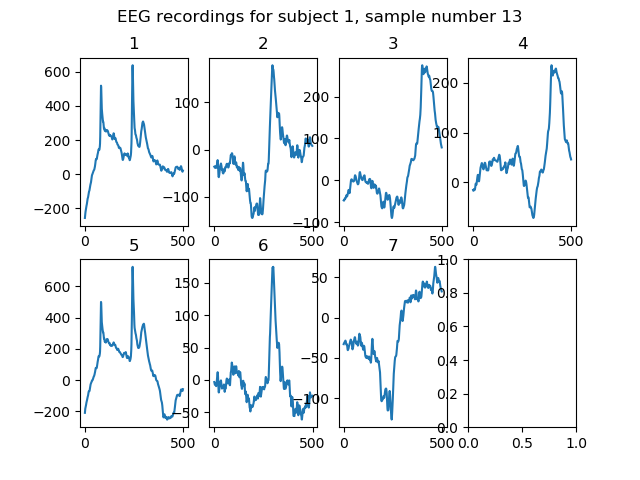 EEG recordings for subject 1, sample number 13
1 2 3 4
600 400 200 0 −200
100 0 −100
200 100 0 −100
200 100 0
0 500 0 500 0 500 0 500
5 6 7
600 400 200 0 −200
150 100 50 0 −50
50 0 −50 −100
1.0 0.8 0.6 0.4 0.2 0.0
0 500 0 500 0 500 0.0 0.5 1.0